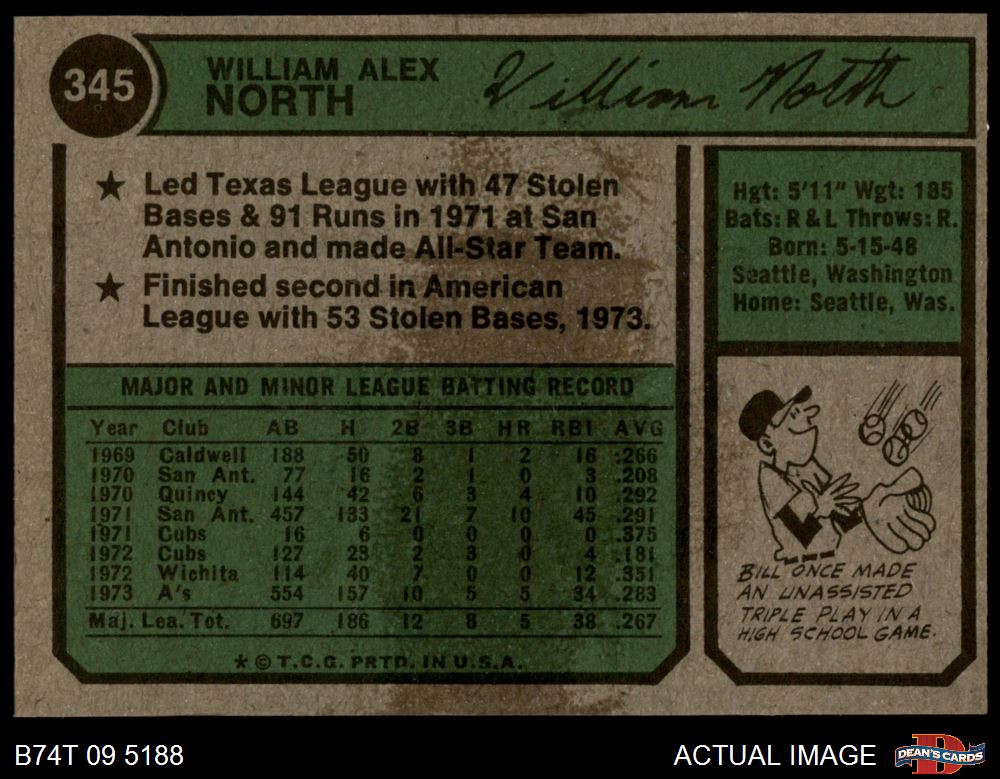 345
WILLIAM ALEX
NORTH
William North
★ Led Texas League with 47 Stolen
Bases & 91 Runs in 1971 at San
Antonio and made All-Star Team.
★ Finished second in American
League with 53 Stolen Bases, 1973.
Hgt: 5'11" Wgt: 185
Bats: R & L Throws: R.
Born: 5-15-48
Seattle, Washington
Home: Seattle, Was.
MAJOR AND MINOR LEAGUE BATTING RECORD
Year Club AB H 2B 3B HR RBI AVG
1969 Caldwell 188 50 8 1 2 16 .266
1970 San Ant. 77 16 2 1 0 3 .208
1970 Quincy 144 42 6 3 4 10 .292
1971 San Ant. 457 133 21 7 10 45 .291
1971 Cubs 16 6 0 0 0 0 .375
1972 Cubs 127 23 2 3 0 4 .181
1972 Wichita 114 40 7 0 0 12 .351
1973 A's 554 157 10 5 5 34 .283
Maj. Lea. Tot. 697 186 12 8 5 38 .267
★ © T.C.G. PRTD. IN U.S.A.
BILL ONCE MADE
AN UNASSISTED
TRIPLE PLAY IN A
HIGH SCHOOL GAME.
B74T 09 5188
ACTUAL IMAGE
DEAN'S CARDS